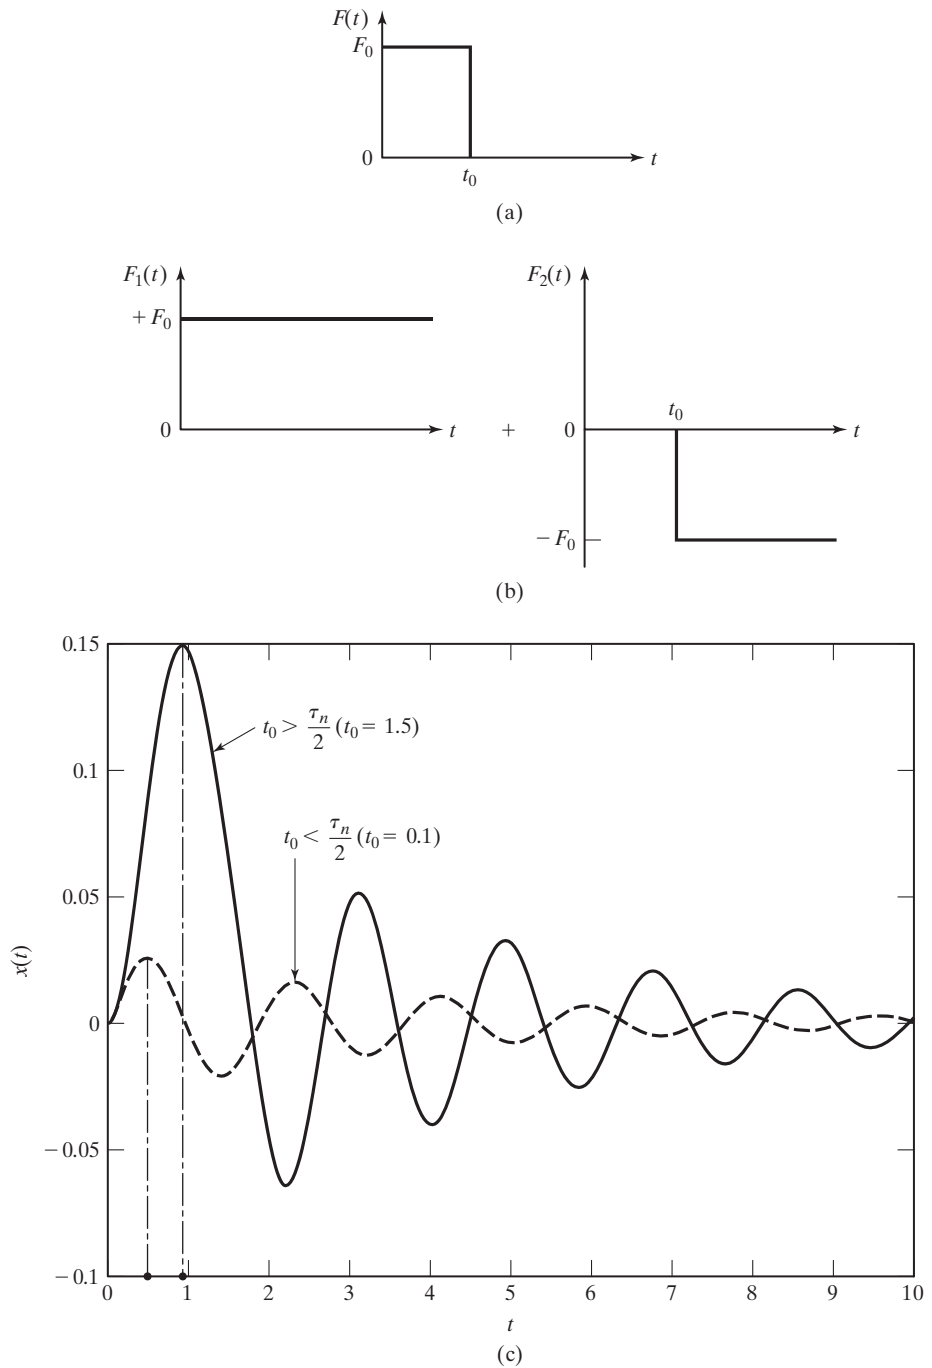 F(t)
F₀
0
t
t₀
(a)
F₁(t)
+ F₀
0
t
+
F₂(t)
t₀
0
t
− F₀
(b)
0.15
t₀ > τₙ/2 (t₀ = 1.5)
0.1
t₀ < τₙ/2 (t₀ = 0.1)
0.05
x(t)
0
− 0.05
− 0.1
0 1 2 3 4 5 6 7 8 9 10
t
(c)